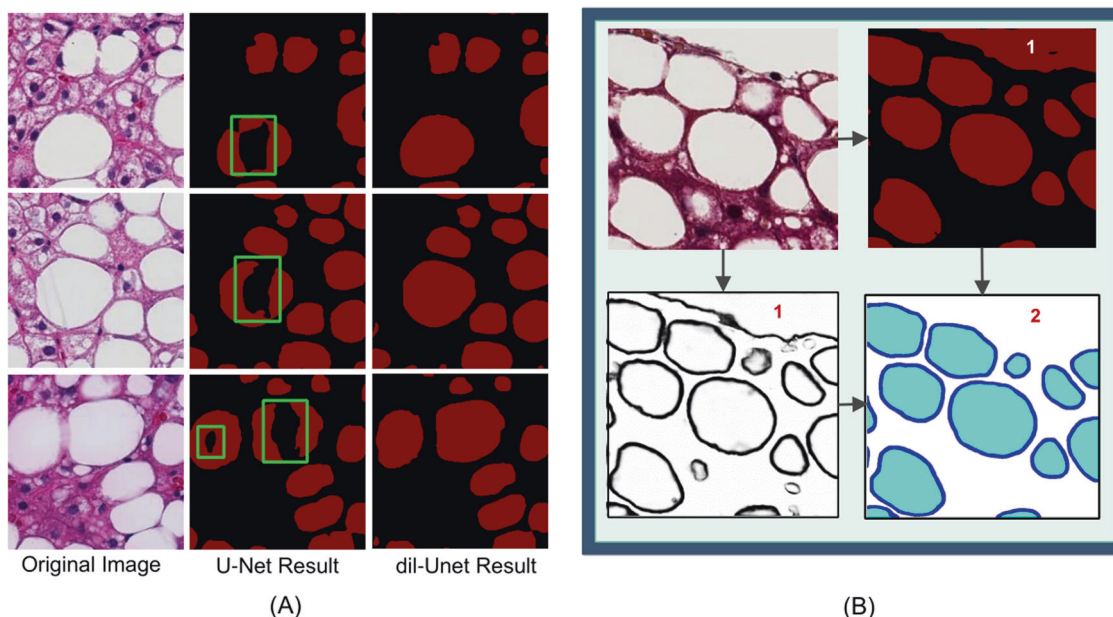 1
1
2
Original Image
U-Net Result
dil-Unet Result
(A)
(B)